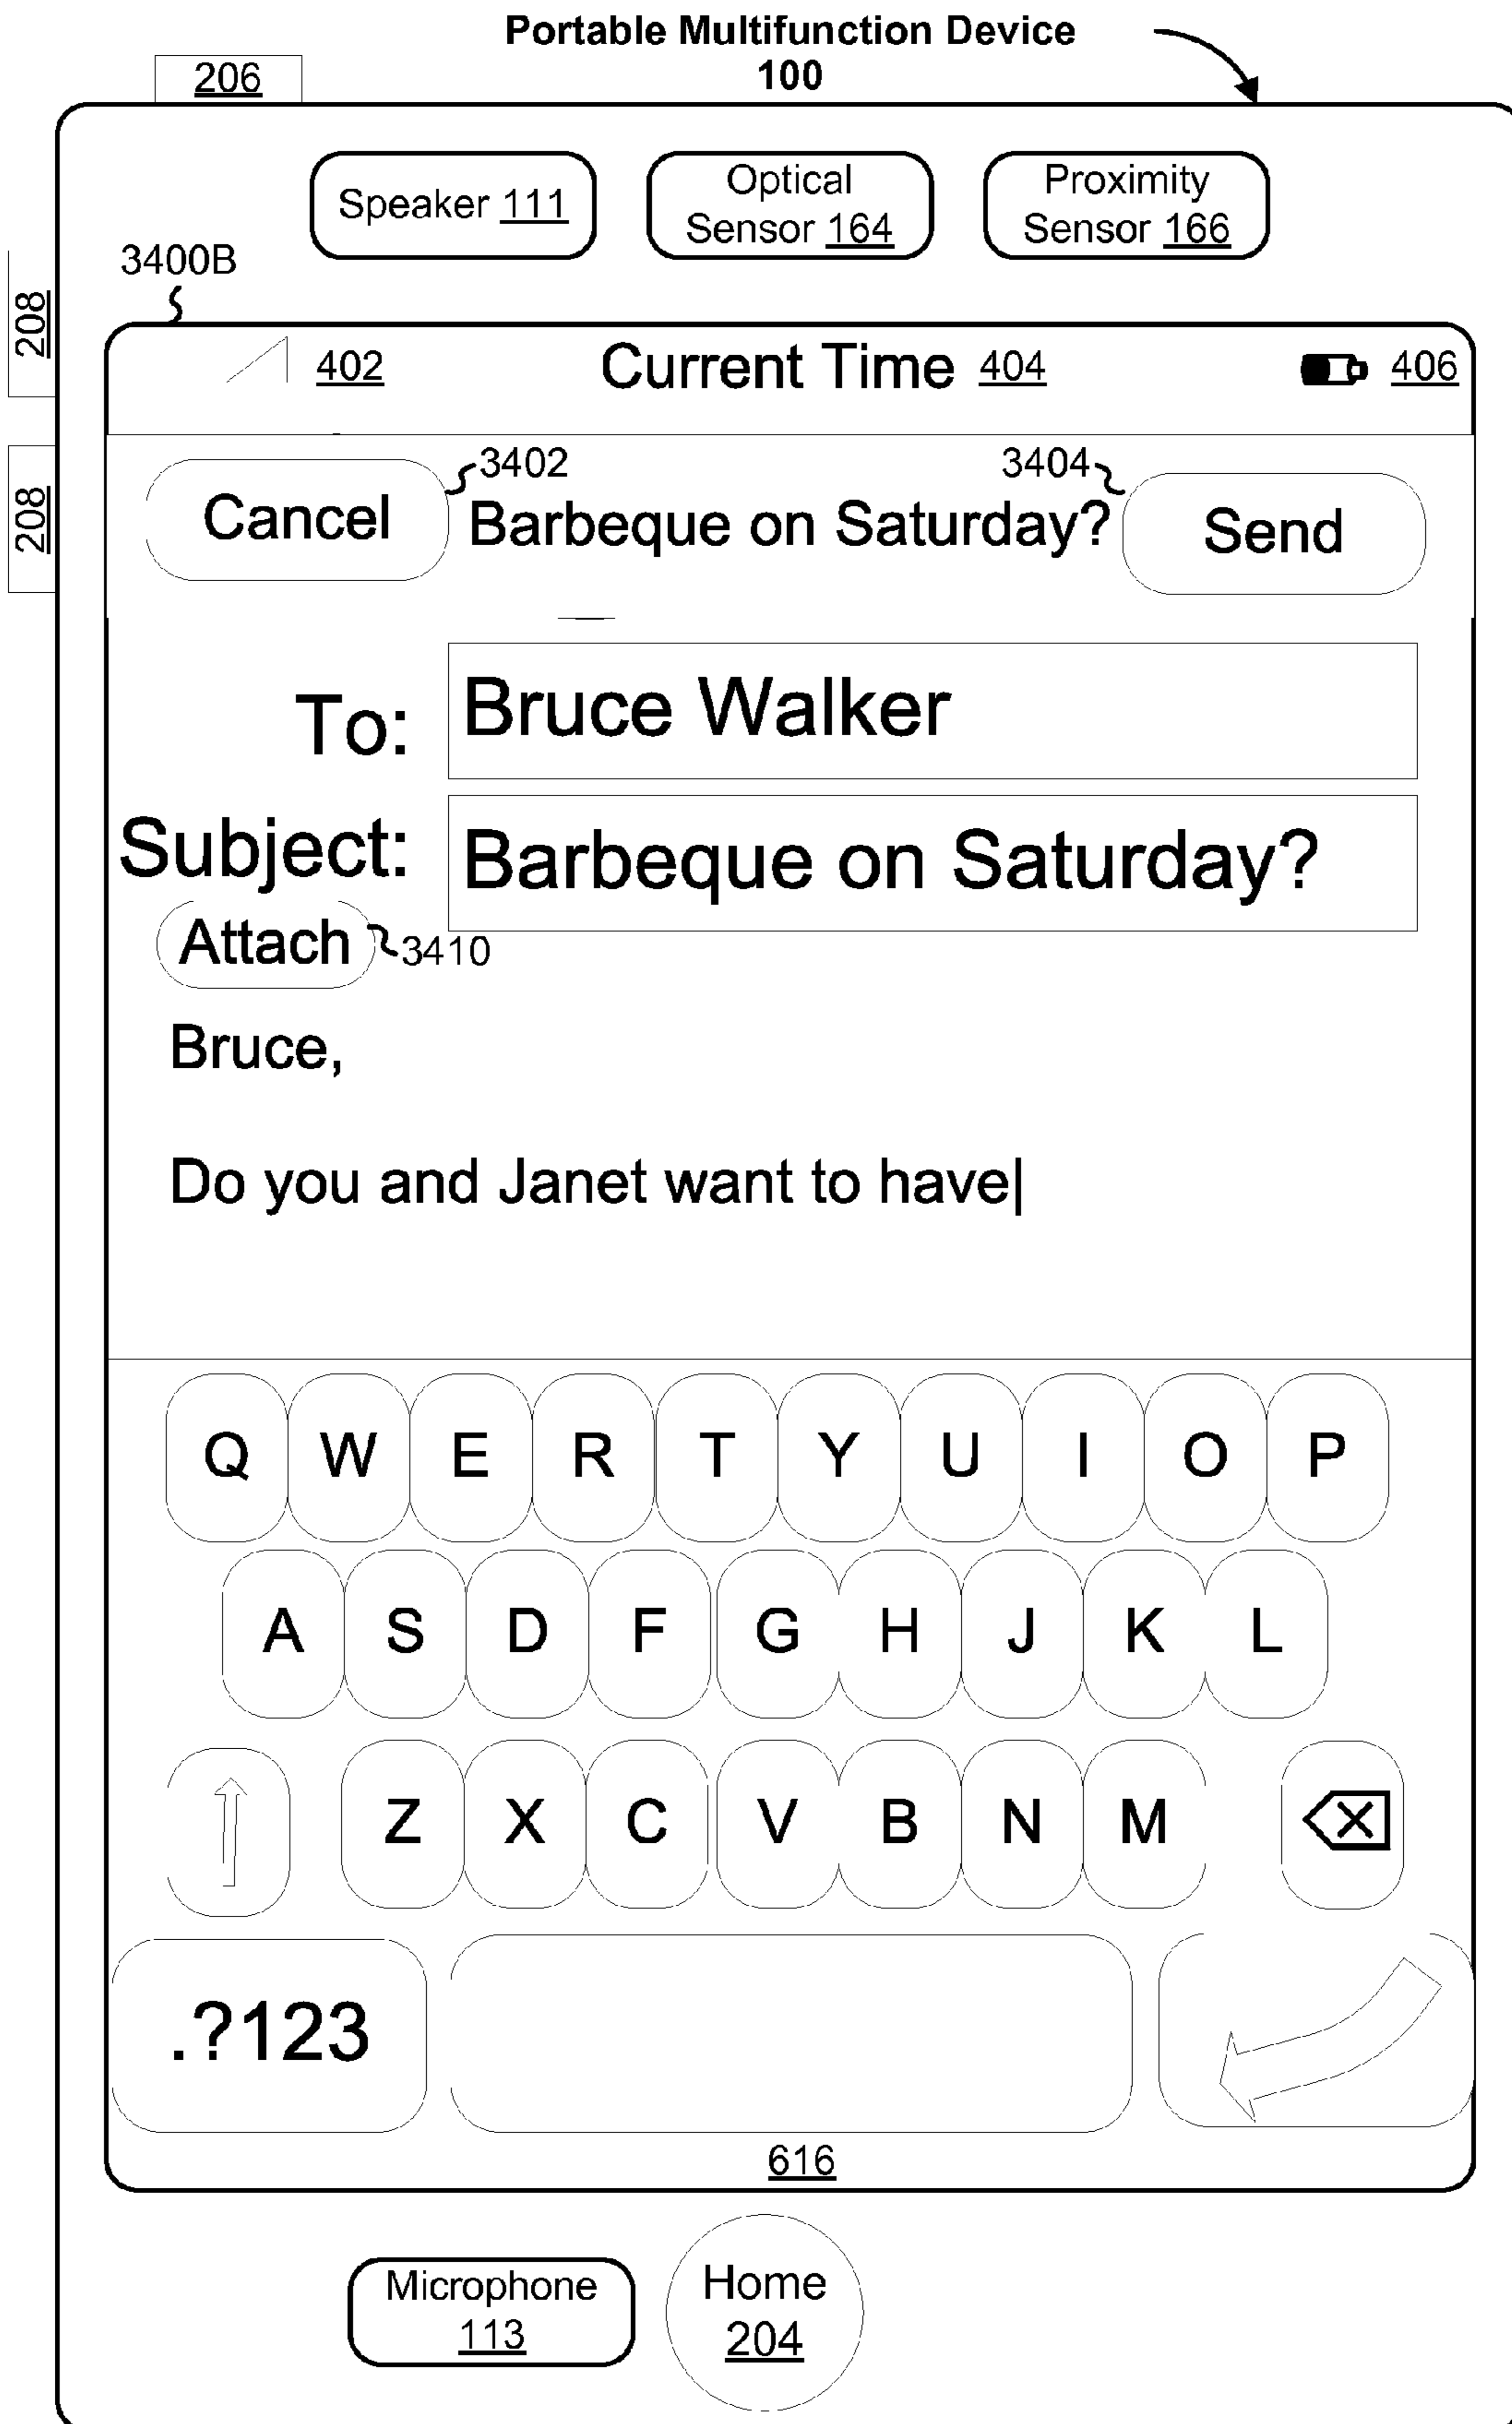 Portable Multifunction Device
100
206
Speaker 111
Optical
Sensor 164
Proximity
Sensor 166
3400B
208
402
Current Time 404
406
208
3402
3404
Cancel
Barbeque on Saturday?
Send
To:
Bruce Walker
Subject:
Barbeque on Saturday?
Attach
3410
Bruce,
Do you and Janet want to have
Q W E R T Y U I O P
A S D F G H J K L
Z X C V B N M
.?123
616
Microphone
113
Home
204